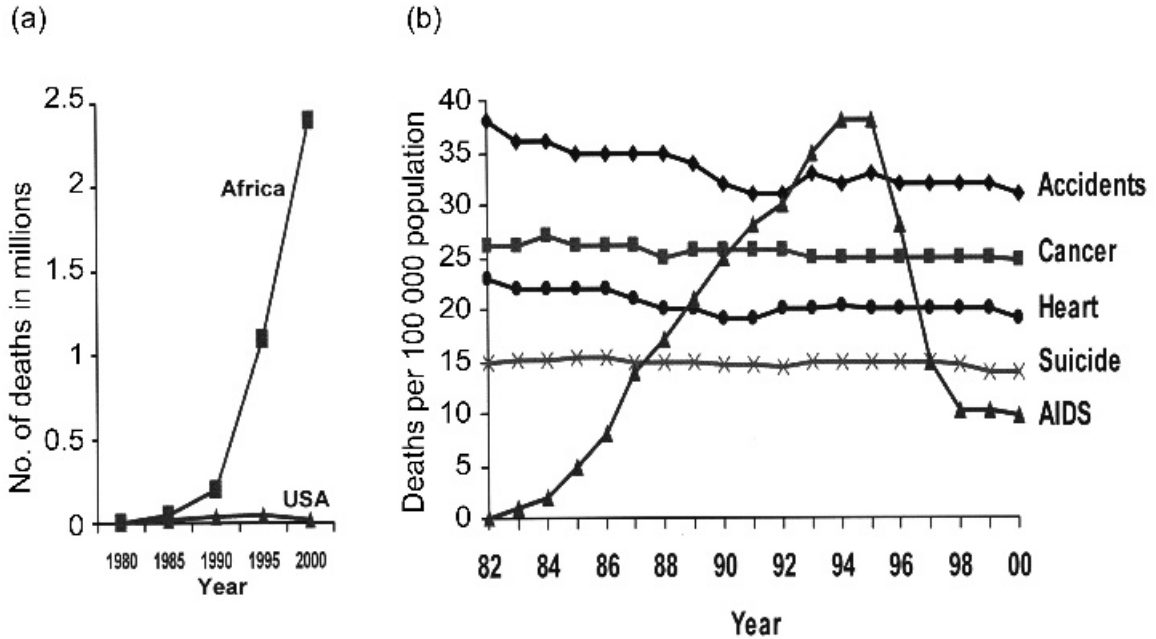 (a)
(b)
No. of deaths in millions
2.5
2
1.5
1
0.5
0
Africa
USA
1980 1985 1990 1995 2000
Year
Deaths per 100 000 population
40
35
30
25
20
15
10
5
0
Accidents
Cancer
Heart
Suicide
AIDS
82 84 86 88 90 92 94 96 98 00
Year